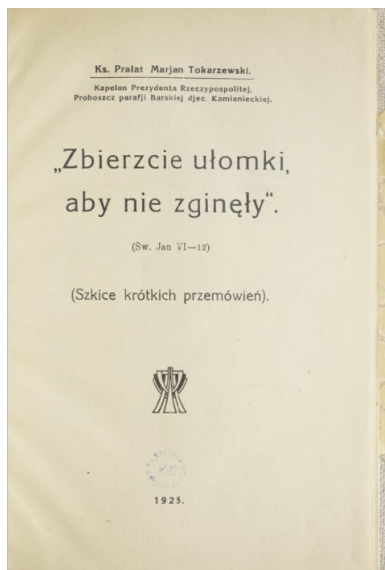 Ks. Prałat Marjan Tokarzewski.
Kapelan Prezydenta Rzeczypospolitej,
Proboszcz parafji Barskiej djec. Kamienieckiej.
„Zbierzcie ułomki,
aby nie zginęły“.
(Św. Jan VI—12)
(Szkice krótkich przemówień).
1925.